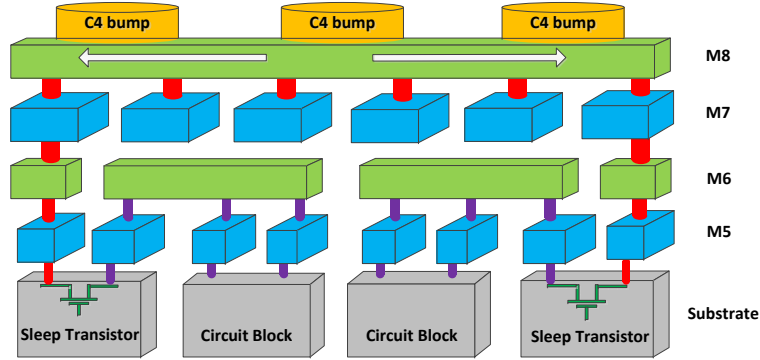 C4 bump
C4 bump
C4 bump
M8
M7
M6
M5
Substrate
Sleep Transistor
Circuit Block
Circuit Block
Sleep Transistor